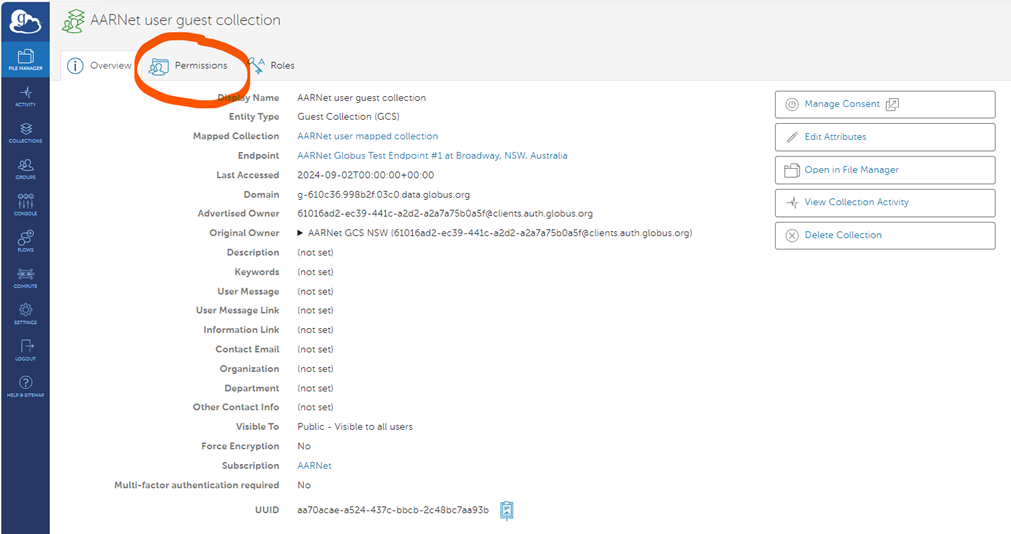 AARNet user guest collection
Overview
Permissions
Roles
FILE MANAGER
ACTIVITY
COLLECTIONS
GROUPS
CONSOLE
FLOWS
COMPUTE
SETTINGS
LOGOUT
HELP & SITEMAP
Display Name AARNet user guest collection
Entity Type Guest Collection (GCS)
Mapped Collection AARNet user mapped collection
Endpoint AARNet Globus Test Endpoint #1 at Broadway, NSW, Australia
Last Accessed 2024-09-02T00:00:00+00:00
Domain g-610c36.998b2f.03c0.data.globus.org
Advertised Owner 61016ad2-ec39-441c-a2d2-a2a7a75b0a5f@clients.auth.globus.org
Original Owner AARNet GCS NSW (61016ad2-ec39-441c-a2d2-a2a7a75b0a5f@clients.auth.globus.org)
Description (not set)
Keywords (not set)
User Message (not set)
User Message Link (not set)
Information Link (not set)
Contact Email (not set)
Organization (not set)
Department (not set)
Other Contact Info (not set)
Visible To Public - Visible to all users
Force Encryption No
Subscription AARNet
Multi-factor authentication required No
UUID aa70acae-a524-437c-bbcb-2c48bc7aa93b
Manage Consent
Edit Attributes
Open in File Manager
View Collection Activity
Delete Collection